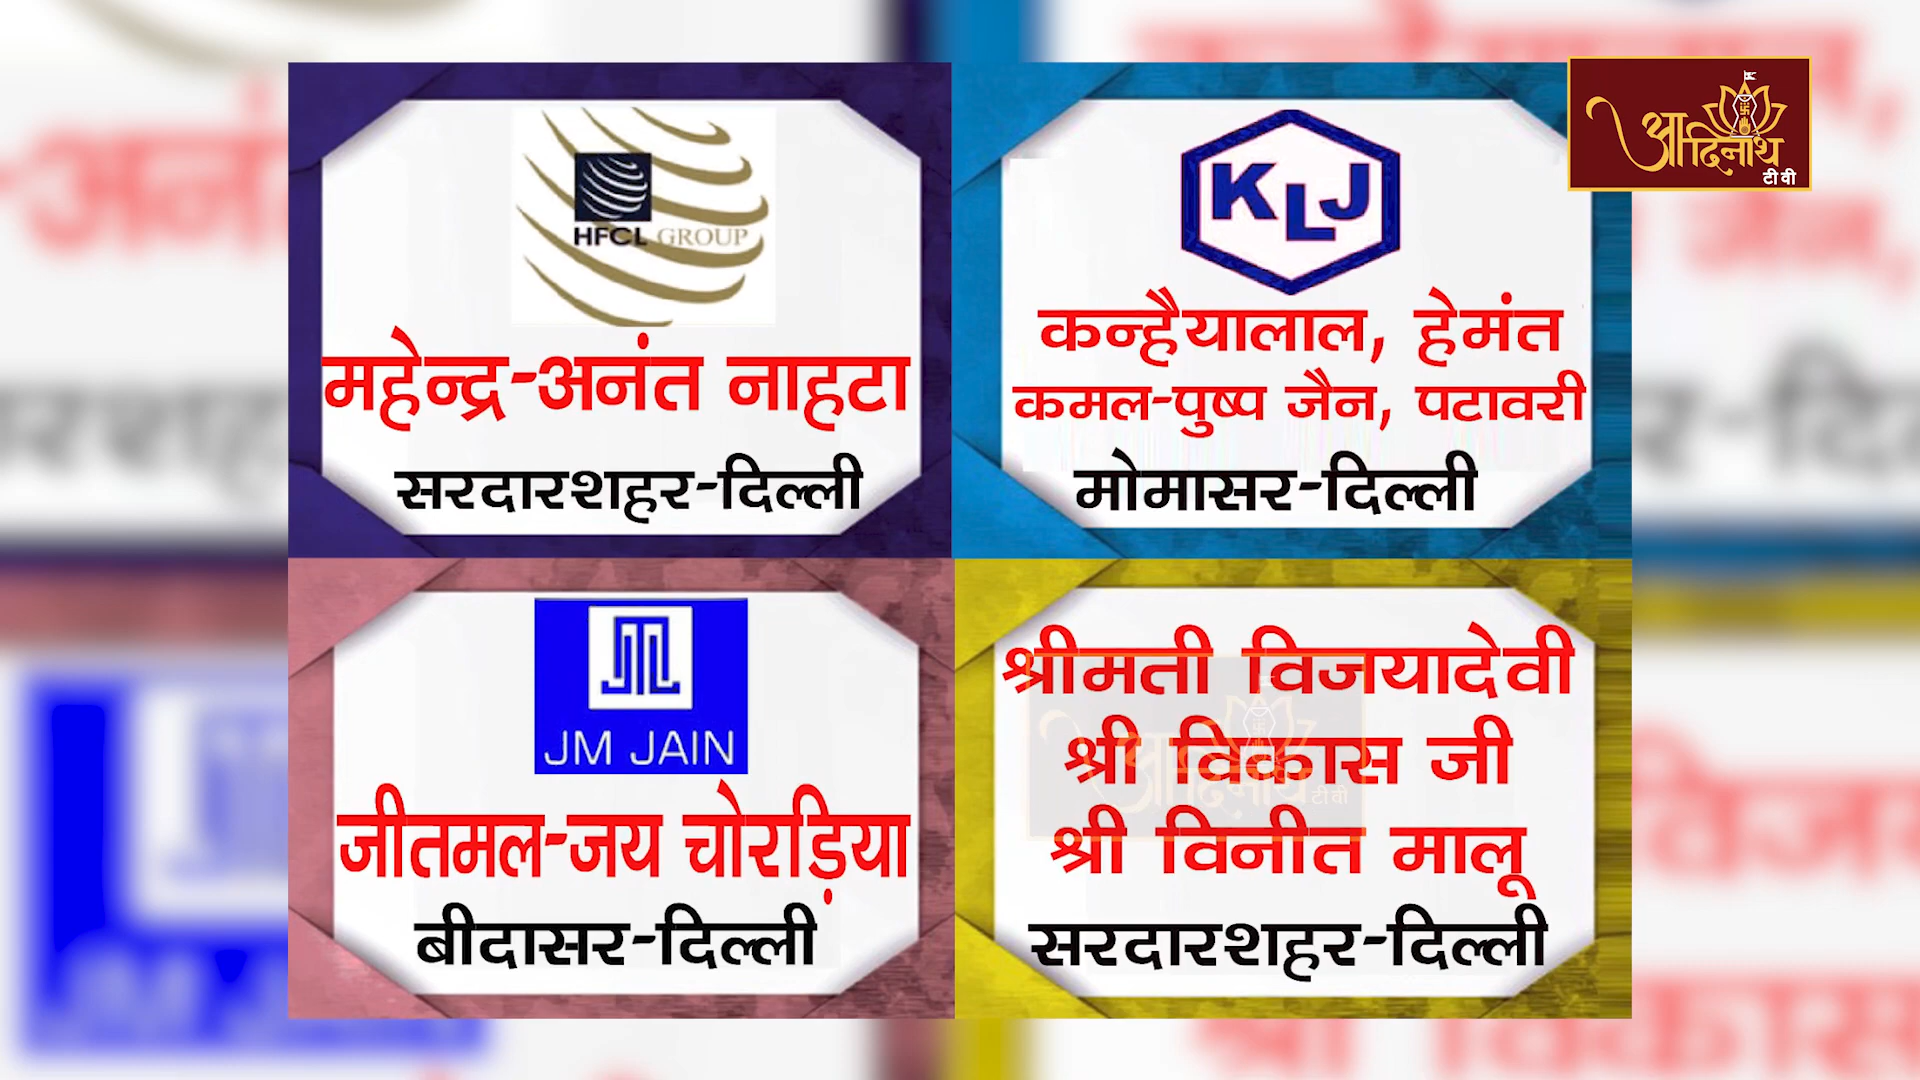 HFCL GROUP
महेन्द्र-अनंत नाहटा
सरदारशहर-दिल्ली
KLJ
कन्हैयालाल, हेमंत
कमल-पुष्प जैन, पटावरी
मोमासर-दिल्ली
आदिनाथ
टीवी
JM JAIN
जीतमल-जय चोरड़िया
बीदासर-दिल्ली
श्रीमती विजयादेवी
श्री विकास जी
श्री विनीत मालू
सरदारशहर-दिल्ली
आदिनाथ
टीवी